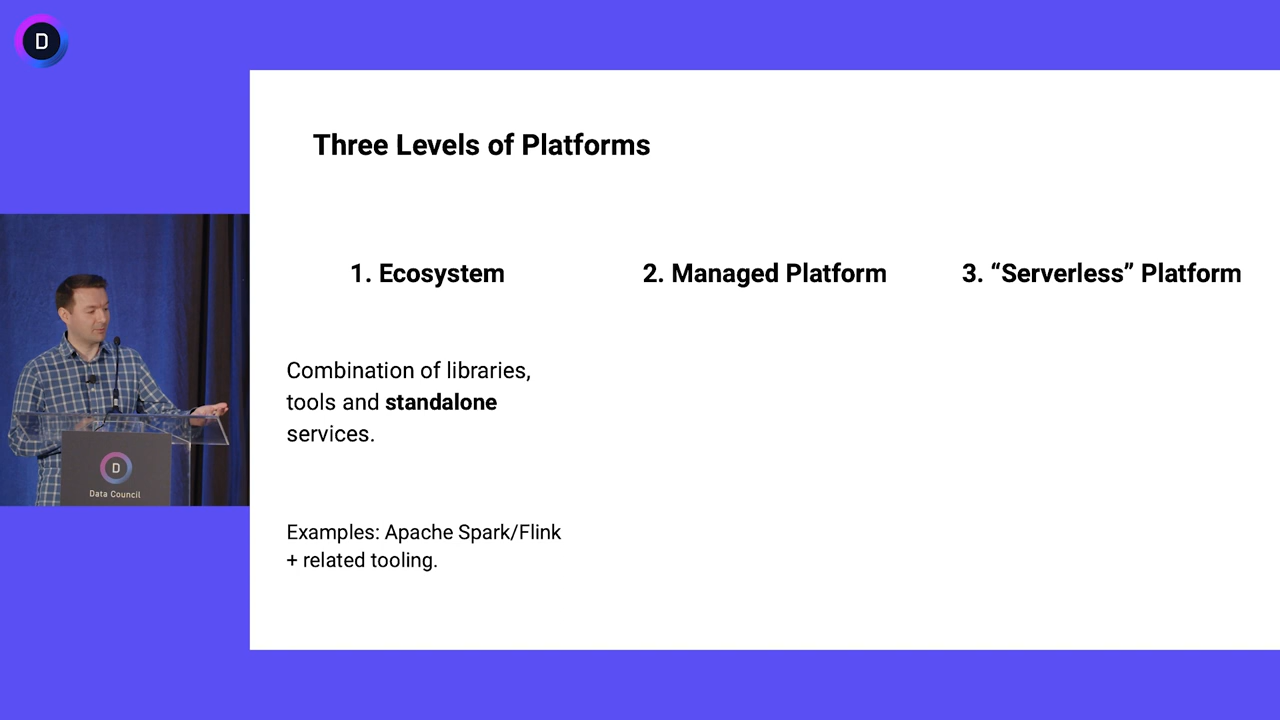 D
Three Levels of Platforms
1. Ecosystem
2. Managed Platform
3. “Serverless” Platform
Combination of libraries,
tools and standalone
services.
Examples: Apache Spark/Flink
+ related tooling.
D
Data Council